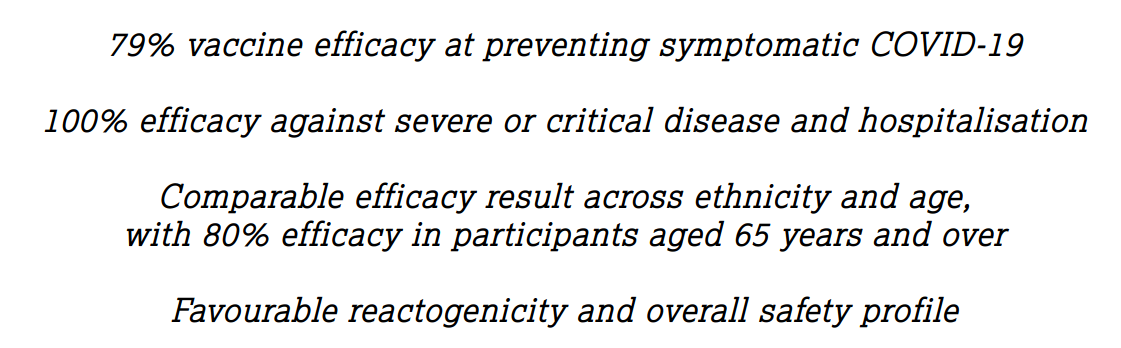 79% vaccine efficacy at preventing symptomatic COVID-19
100% efficacy against severe or critical disease and hospitalisation
Comparable efficacy result across ethnicity and age,
with 80% efficacy in participants aged 65 years and over
Favourable reactogenicity and overall safety profile